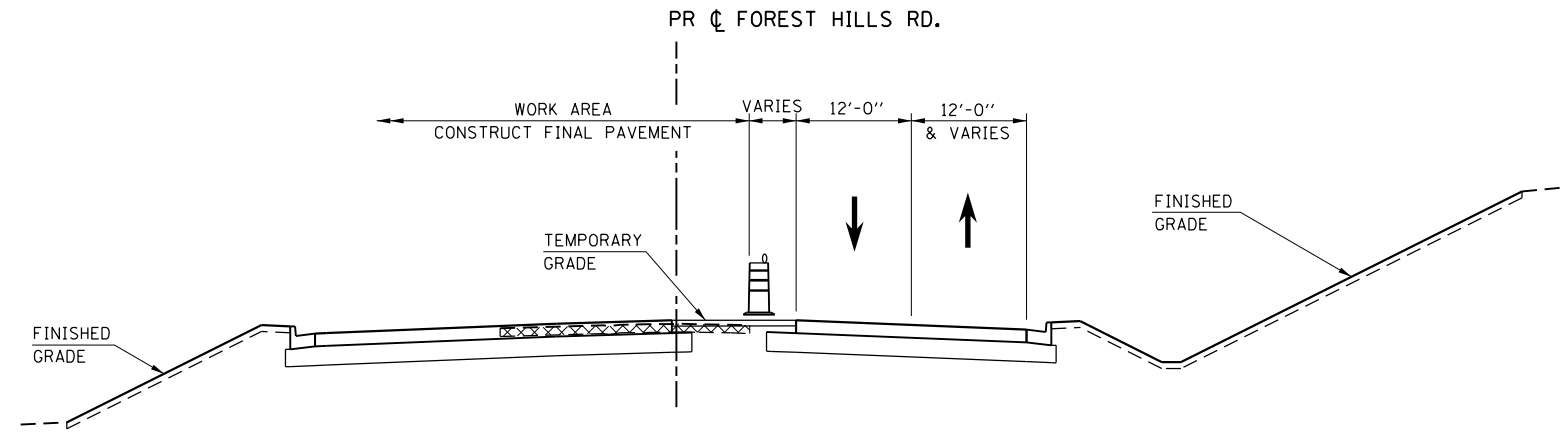 PR ℄ FOREST HILLS RD.
WORK AREA
CONSTRUCT FINAL PAVEMENT
VARIES
12'-0''
12'-0''
& VARIES
FINISHED
GRADE
TEMPORARY
GRADE
FINISHED
GRADE